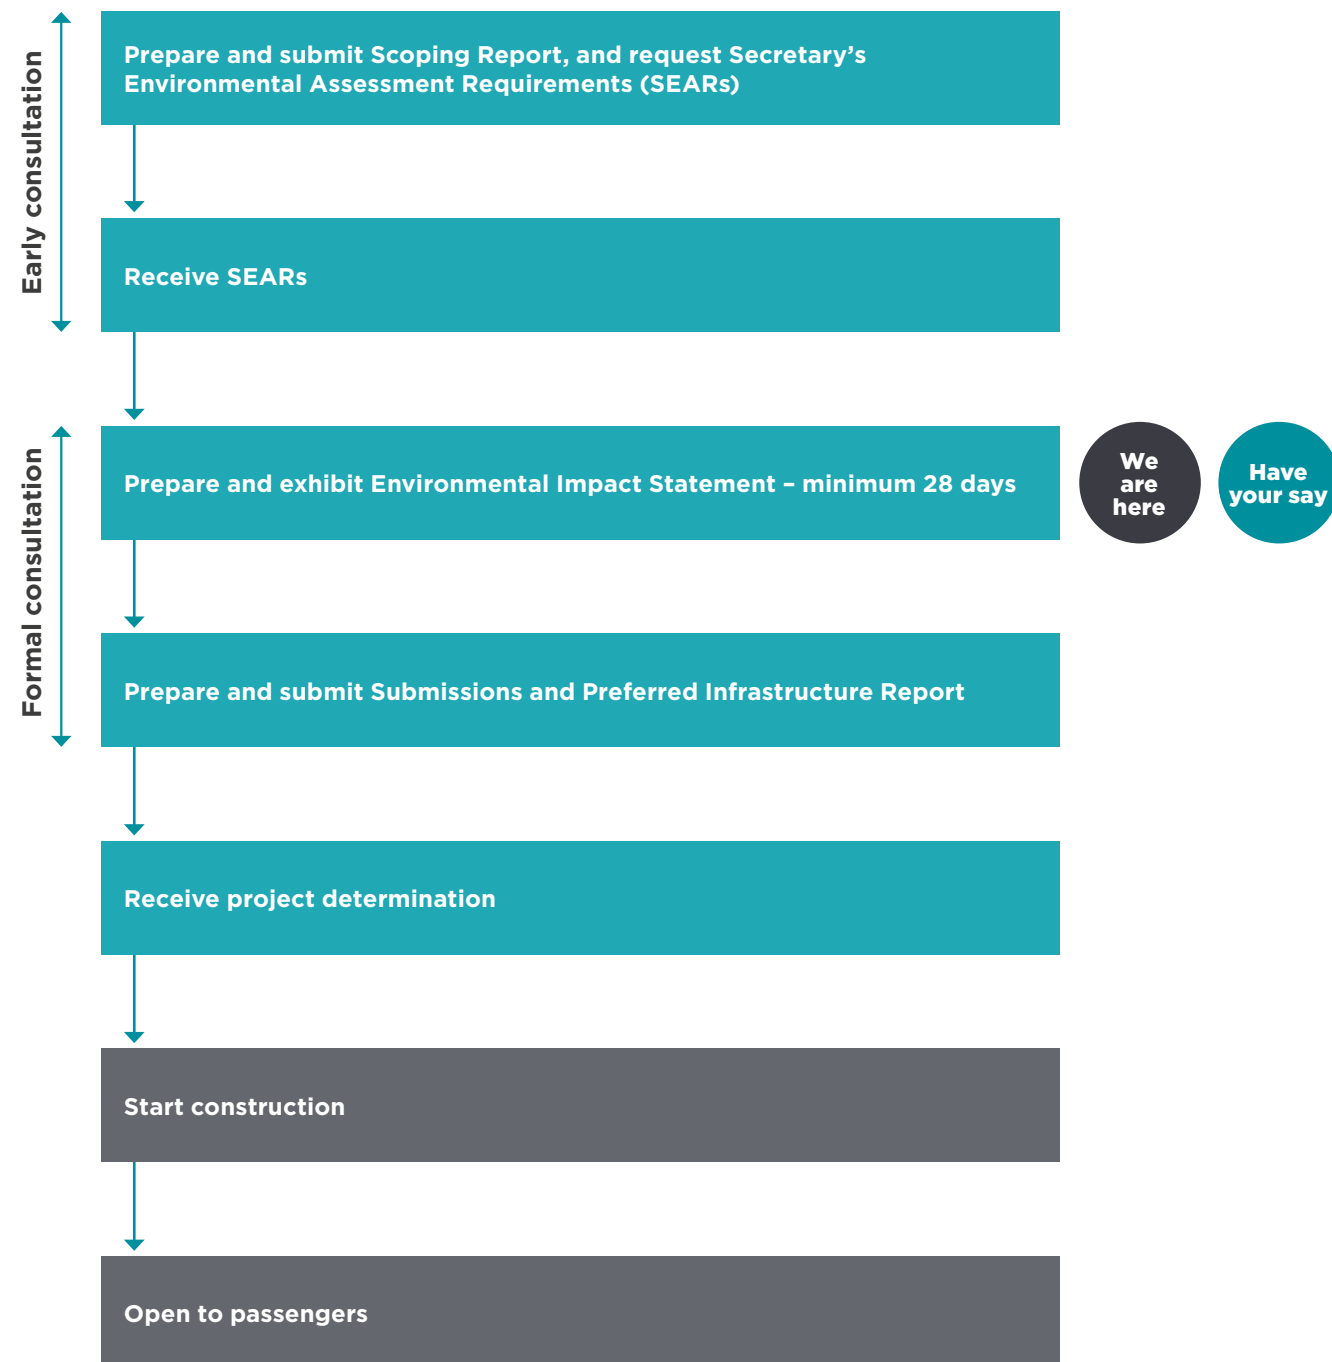 Early consultation
Prepare and submit Scoping Report, and request Secretary’s
Environmental Assessment Requirements (SEARs)
Receive SEARs
Formal consultation
Prepare and exhibit Environmental Impact Statement – minimum 28 days
We
are
here
Have
your say
Prepare and submit Submissions and Preferred Infrastructure Report
Receive project determination
Start construction
Open to passengers